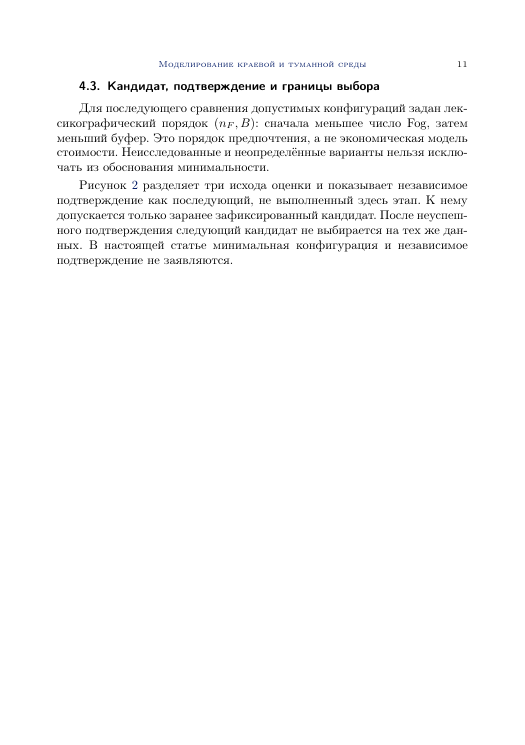 Моделирование краевой и туманной среды 11
4.3. Кандидат, подтверждение и границы выбора
Для последующего сравнения допустимых конфигураций задан лек-
сикографический порядок (n_F, B): сначала меньшее число Fog, затем
меньший буфер. Это порядок предпочтения, а не экономическая модель
стоимости. Неисследованные и неопределённые варианты нельзя исклю-
чать из обоснования минимальности.
Рисунок 2 разделяет три исхода оценки и показывает независимое
подтверждение как последующий, не выполненный здесь этап. К нему
допускается только заранее зафиксированный кандидат. После неуспеш-
ного подтверждения следующий кандидат не выбирается на тех же дан-
ных. В настоящей статье минимальная конфигурация и независимое
подтверждение не заявляются.